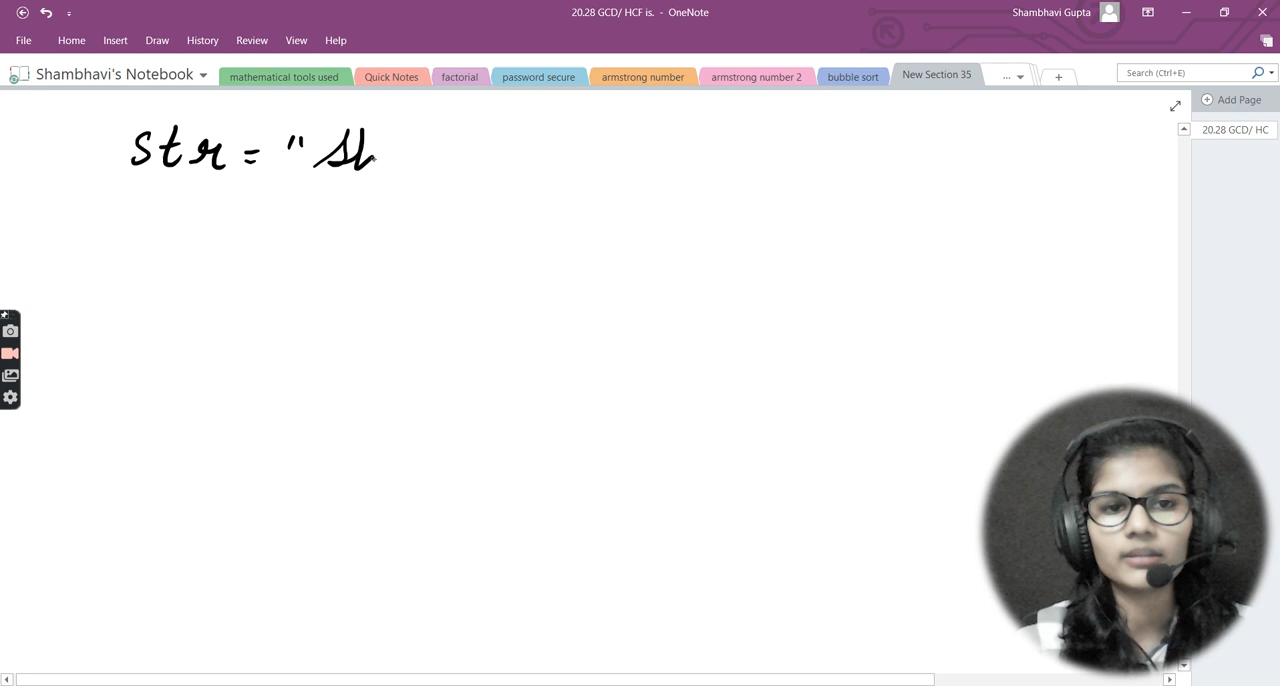 20.28 GCD/ HCF is. - OneNote
Shambhavi Gupta
File Home Insert Draw History Review View Help
Shambhavi's Notebook
mathematical tools used
Quick Notes
factorial
password secure
armstrong number
armstrong number 2
bubble sort
New Section 35
...
+
Search (Ctrl+E)
Add Page
20.28 GCD/ HC
str = " Sh